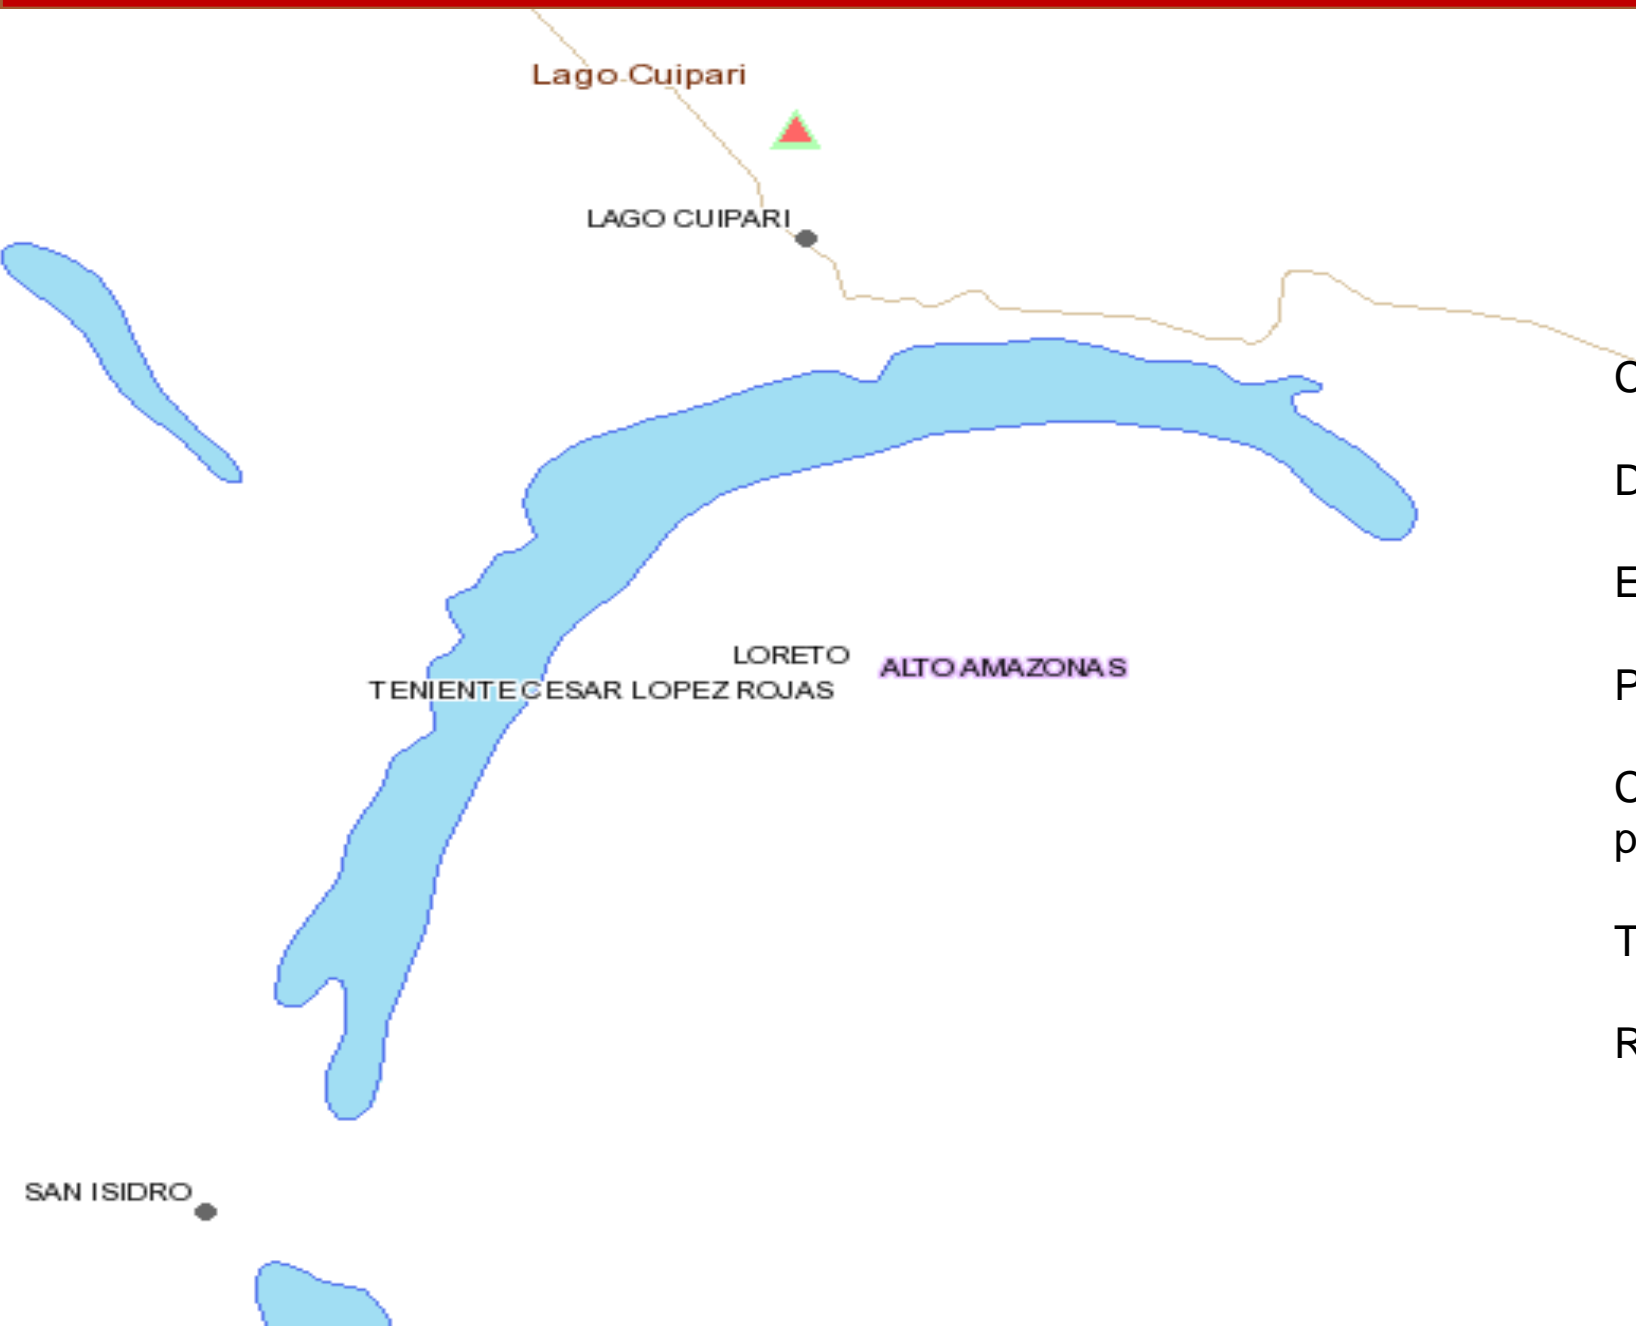 Lago Cuipari
LAGO CUIPARI
LORETO
ALTO AMAZONAS
TENIENTE CESAR LOPEZ ROJAS
SAN ISIDRO
D
E
P
p
T
R